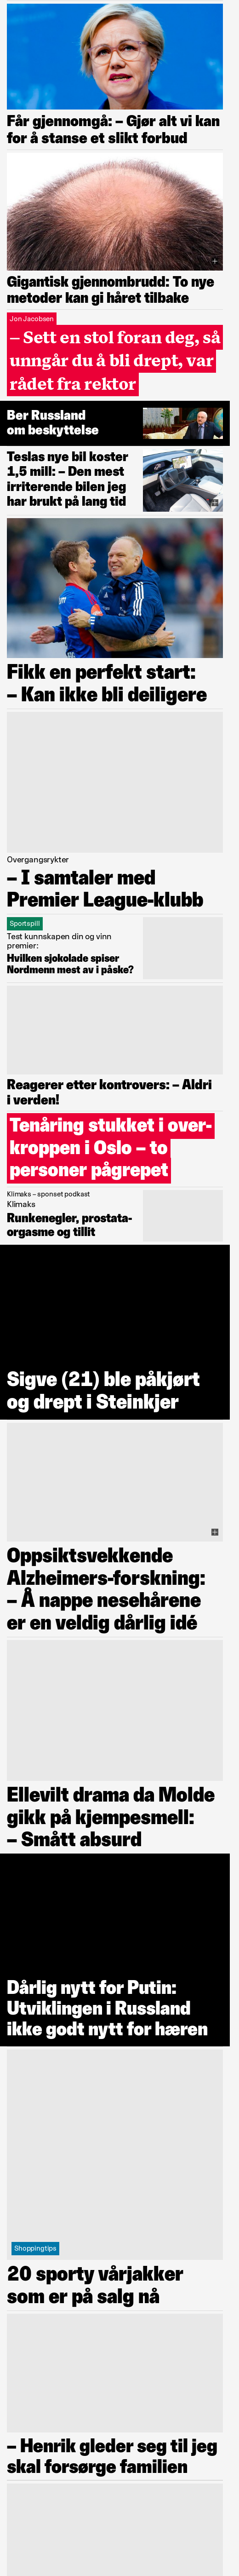 Får gjennomgå: – Gjør alt vi kan
for å stanse et slikt forbud
Gigantisk gjennombrudd: To nye
metoder kan gi håret tilbake
Jon Jacobsen
– Sett en stol foran deg, så
unngår du å bli drept, var
rådet fra rektor
Ber Russland
om beskyttelse
Teslas nye bil koster
1,5 mill: – Den mest
irriterende bilen jeg
har brukt på lang tid
Fikk en perfekt start:
– Kan ikke bli deiligere
Overgangsrykter
– I samtaler med
Premier League-klubb
Sportspill
Test kunnskapen din og vinn
premier:
Hvilken sjokolade spiser
Nordmenn mest av i påske?
Reagerer etter kontrovers: – Aldri
i verden!
Tenåring stukket i over-
kroppen i Oslo – to
personer pågrepet
Klimaks – sponset podkast
Klimaks
Runkenegler, prostata-
orgasme og tillit
Sigve (21) ble påkjørt
og drept i Steinkjer
Oppsiktsvekkende
Alzheimers-forskning:
– Å nappe nesehårene
er en veldig dårlig idé
Ellevilt drama da Molde
gikk på kjempesmell:
– Smått absurd
Dårlig nytt for Putin:
Utviklingen i Russland
ikke godt nytt for hæren
Shoppingtips
20 sporty vårjakker
som er på salg nå
– Henrik gleder seg til jeg
skal forsørge familien